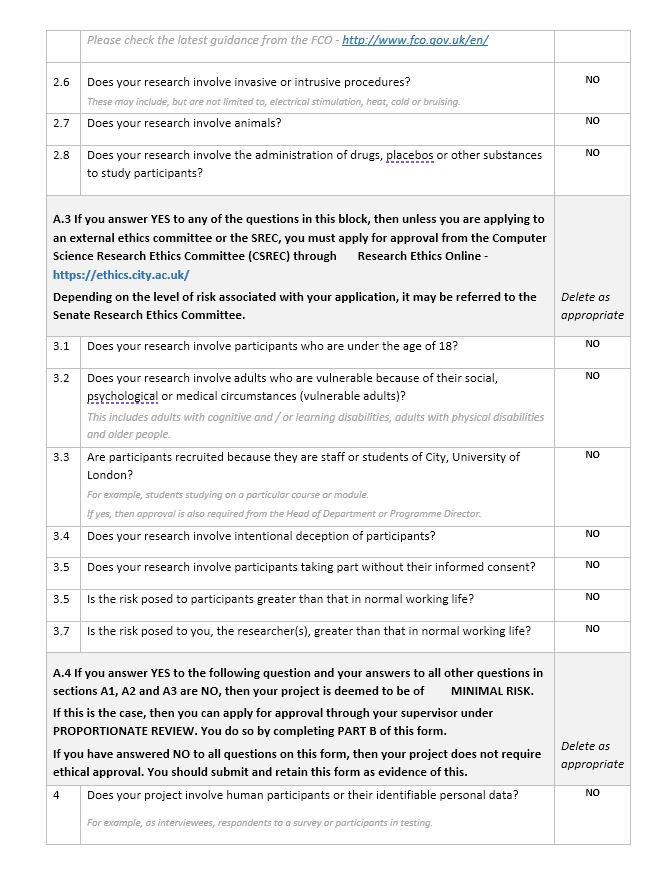 Please check the latest guidance from the FCO - http://www.fco.gov.uk/en/
2.6 Does your research involve invasive or intrusive procedures? NO
These may include, but are not limited to, electrical stimulation, heat, cold or bruising.
2.7 Does your research involve animals? NO
2.8 Does your research involve the administration of drugs, placebos or other substances NO
to study participants?
A.3 If you answer YES to any of the questions in this block, then unless you are applying to
an external ethics committee or the SREC, you must apply for approval from the Computer
Science Research Ethics Committee (CSREC) through Research Ethics Online -
https://ethics.city.ac.uk/
Depending on the level of risk associated with your application, it may be referred to the
Senate Research Ethics Committee.
Delete as
appropriate
3.1 Does your research involve participants who are under the age of 18? NO
3.2 Does your research involve adults who are vulnerable because of their social, NO
psychological or medical circumstances (vulnerable adults)?
This includes adults with cognitive and / or learning disabilities, adults with physical disabilities
and older people.
3.3 Are participants recruited because they are staff or students of City, University of NO
London?
For example, students studying on a particular course or module.
If yes, then approval is also required from the Head of Department or Programme Director.
3.4 Does your research involve intentional deception of participants? NO
3.5 Does your research involve participants taking part without their informed consent? NO
3.5 Is the risk posed to participants greater than that in normal working life? NO
3.7 Is the risk posed to you, the researcher(s), greater than that in normal working life? NO
A.4 If you answer YES to the following question and your answers to all other questions in
sections A1, A2 and A3 are NO, then your project is deemed to be of MINIMAL RISK.
If this is the case, then you can apply for approval through your supervisor under
PROPORTIONATE REVIEW. You do so by completing PART B of this form.
If you have answered NO to all questions on this form, then your project does not require
ethical approval. You should submit and retain this form as evidence of this.
Delete as
appropriate
4 Does your project involve human participants or their identifiable personal data? NO
For example, as interviewees, respondents to a survey or participants in testing.